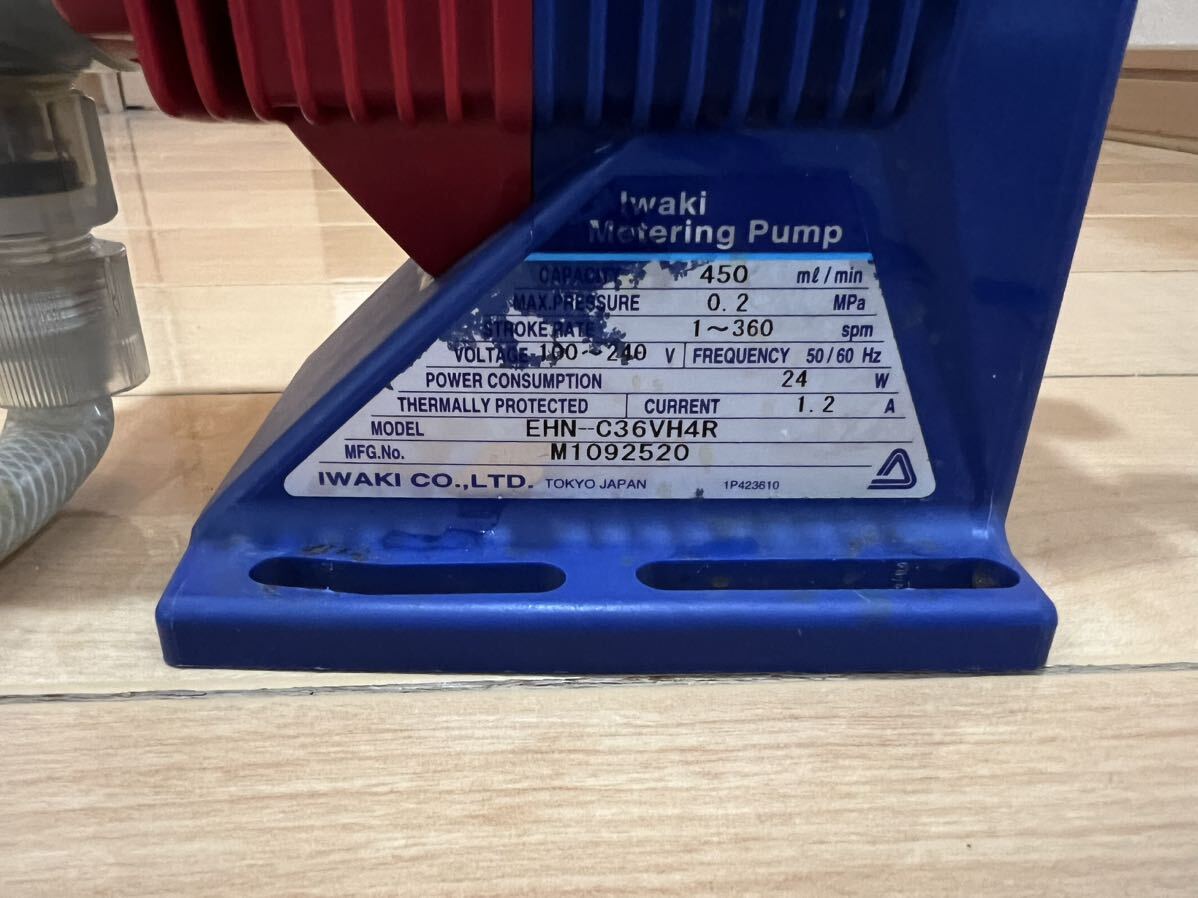 Iwaki
Metering Pump
CAPACITY 450 mℓ/min
MAX.PRESSURE 0.2 MPa
STROKE RATE 1~360 spm
VOLTAGE 100~240 V FREQUENCY 50/60 Hz
POWER CONSUMPTION 24 W
THERMALLY PROTECTED CURRENT 1.2 A
MODEL EHN-C36VH4R
MFG.No. M1092520
IWAKI CO.,LTD. TOKYO JAPAN 1P423610